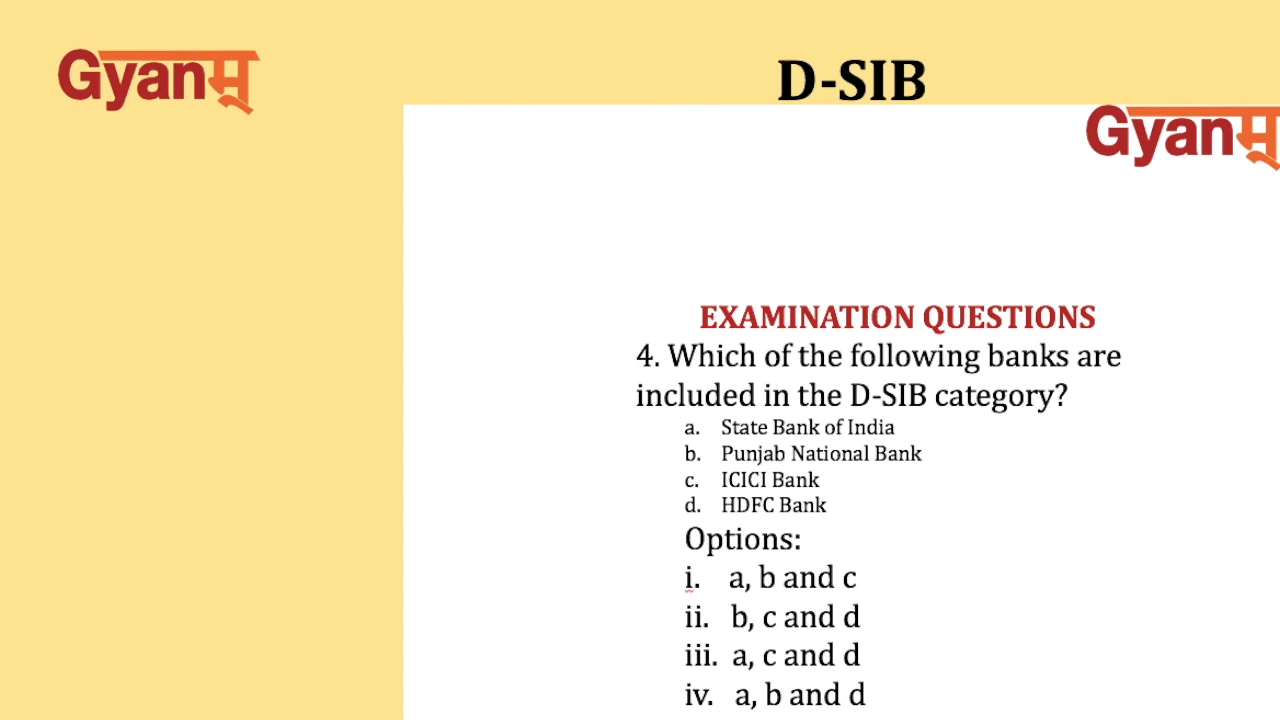 Gyanम्
D-SIB
Gyanम्
EXAMINATION QUESTIONS
4. Which of the following banks are
included in the D-SIB category?
a. State Bank of India
b. Punjab National Bank
c. ICICI Bank
d. HDFC Bank
Options:
i. a, b and c
ii. b, c and d
iii. a, c and d
iv. a, b and d